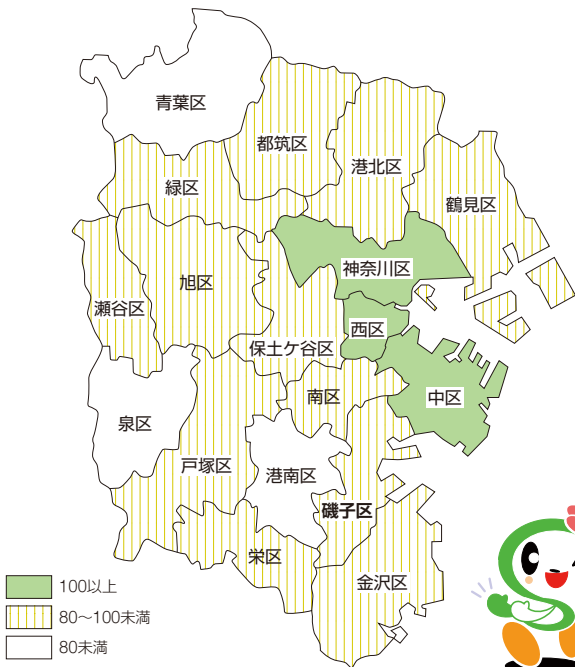 青葉区
都筑区
港北区
緑区
鶴見区
神奈川区
旭区
瀬谷区
西区
保土ケ谷区
南区
中区
泉区
戸塚区
港南区
磯子区
栄区
金沢区
100以上
80～100未満
80未満